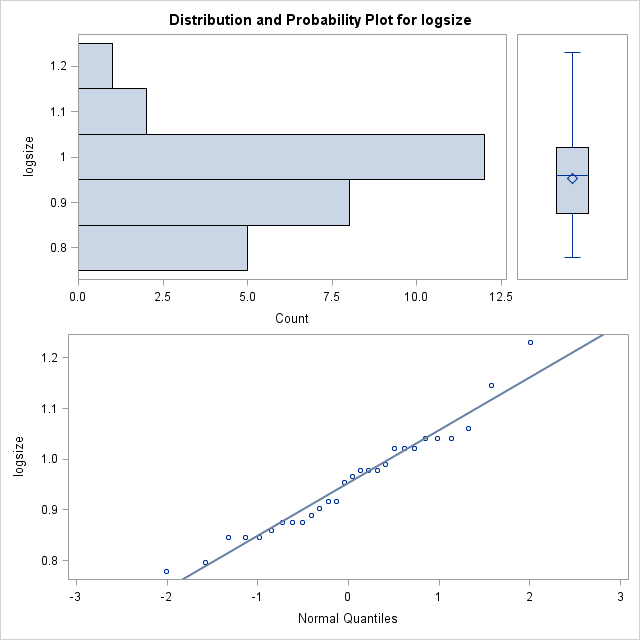 Distribution and Probability Plot for logsize
logsize
1.2
1.1
1
0.9
0.8
0.0 2.5 5.0 7.5 10.0 12.5
Count
logsize
1.2
1.1
1.0
0.9
0.8
-3 -2 -1 0 1 2 3
Normal Quantiles